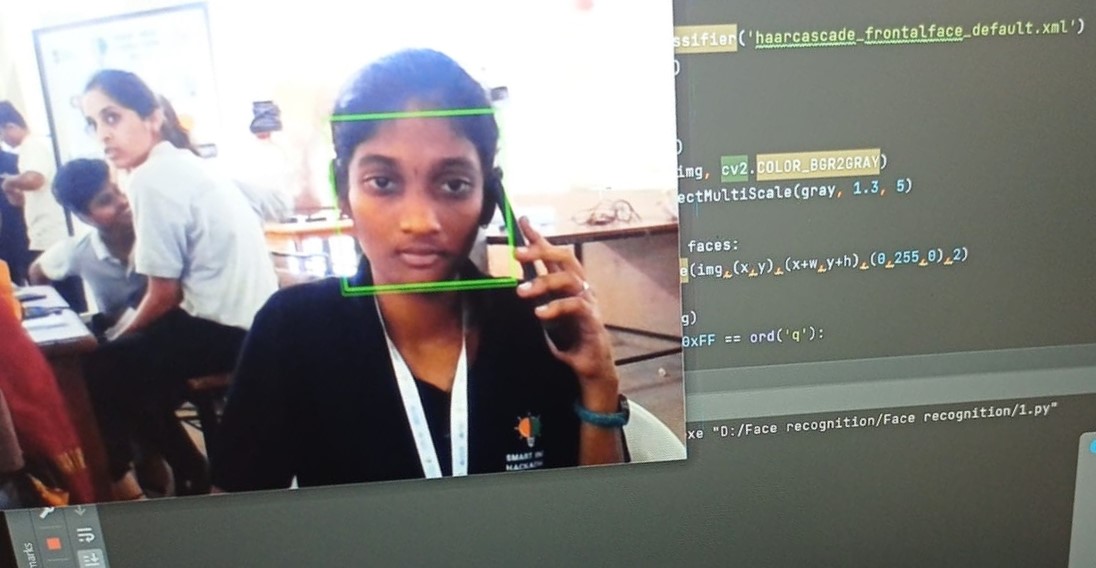 ssifier('haarcascade_frontalface_default.xml')
)
)
img, cv2.COLOR_BGR2GRAY)
ectMultiScale(gray, 1.3, 5)
faces:
e(img,(x,y),(x+w,y+h),(0,255,0),2)
g)
0xFF == ord('q'):
xe "D:/Face recognition/Face recognition/1.py"
SMART IN
HACKATH
marks